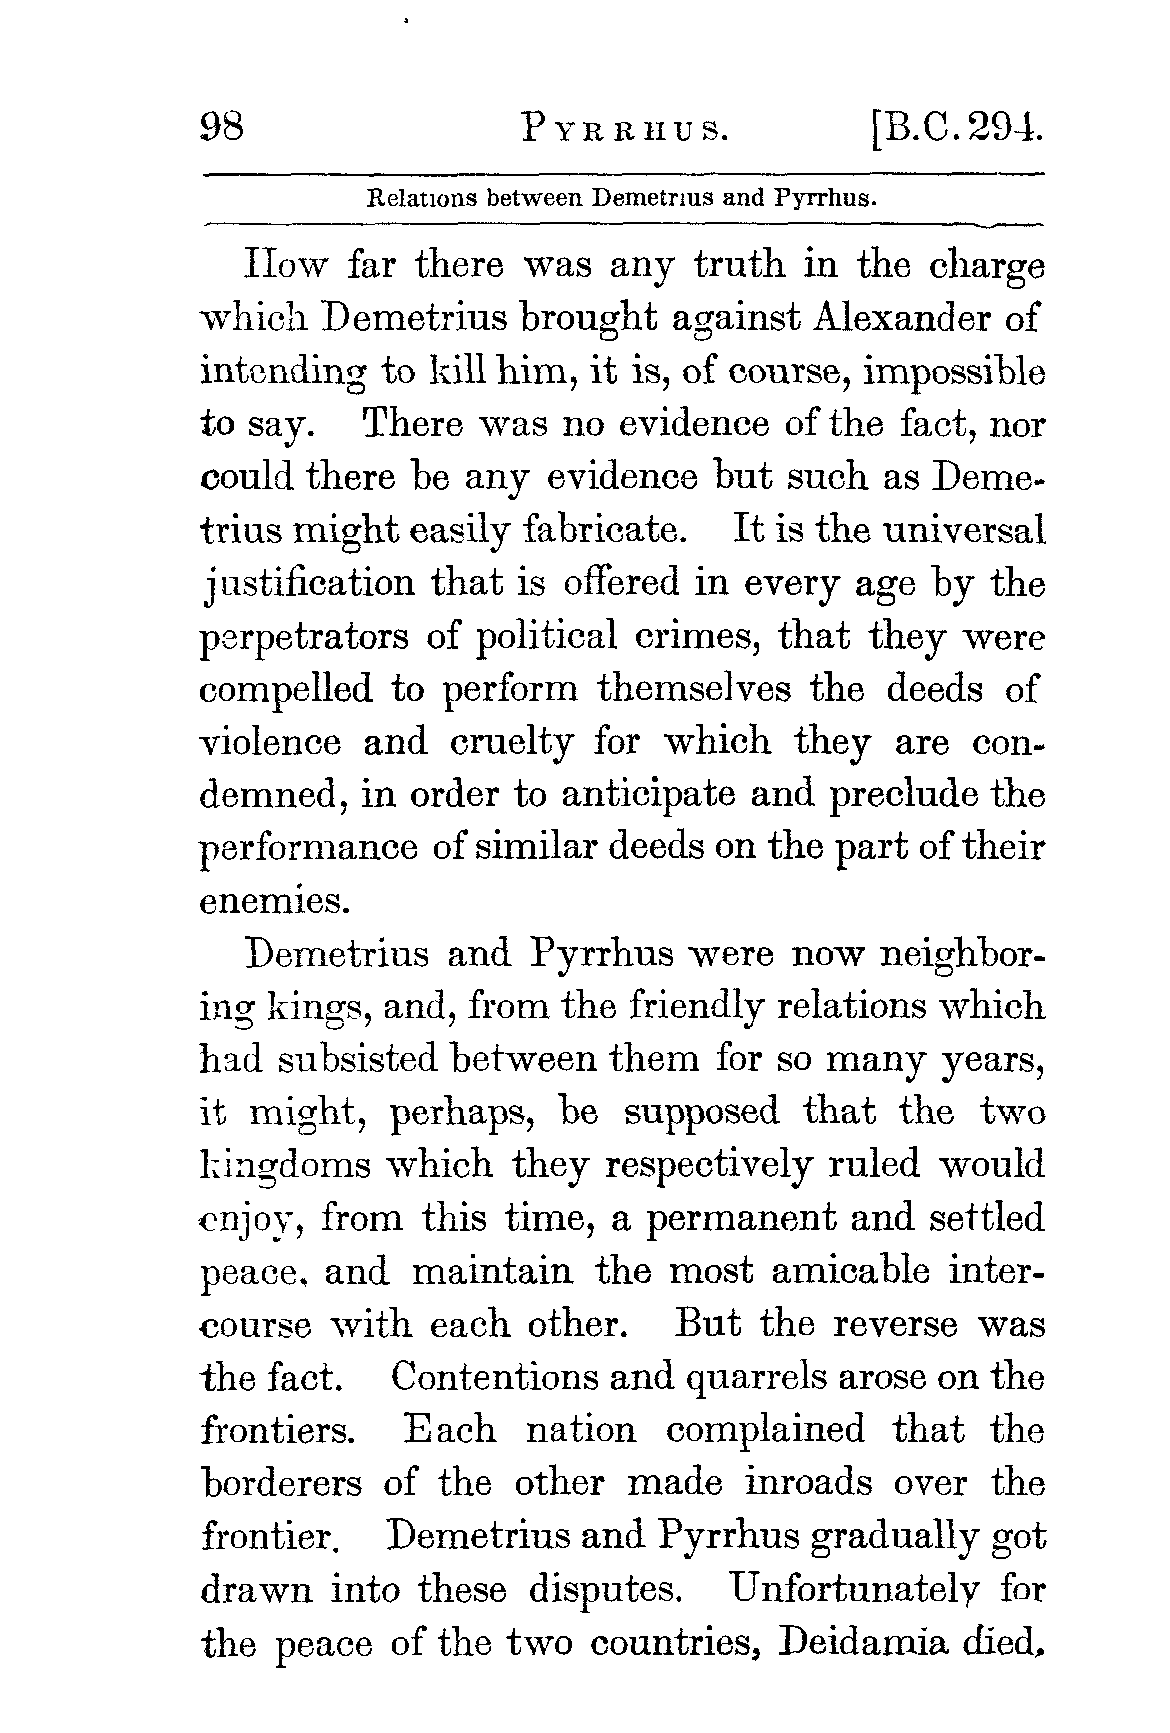 98 PYRRHUS. [B.C. 294.
Relations between Demetrius and Pyrrhus.
How far there was any truth in the charge
which Demetrius brought against Alexander of
intending to kill him, it is, of course, impossible
to say. There was no evidence of the fact, nor
could there be any evidence but such as Deme-
trius might easily fabricate. It is the universal
justification that is offered in every age by the
perpetrators of political crimes, that they were
compelled to perform themselves the deeds of
violence and cruelty for which they are con-
demned, in order to anticipate and preclude the
performance of similar deeds on the part of their
enemies.
Demetrius and Pyrrhus were now neighbor-
ing kings, and, from the friendly relations which
had subsisted between them for so many years,
it might, perhaps, be supposed that the two
kingdoms which they respectively ruled would
enjoy, from this time, a permanent and settled
peace, and maintain the most amicable inter-
course with each other. But the reverse was
the fact. Contentions and quarrels arose on the
frontiers. Each nation complained that the
borderers of the other made inroads over the
frontier. Demetrius and Pyrrhus gradually got
drawn into these disputes. Unfortunately for
the peace of the two countries, Deidamia died.